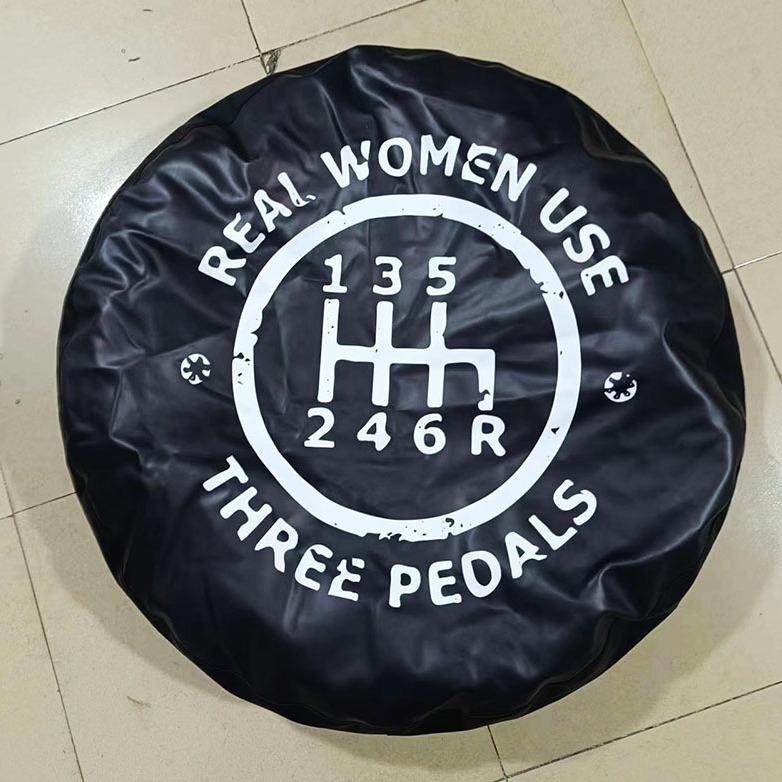 REAL WOMEN USE
1 3 5
2 4 6 R
THREE PEDALS